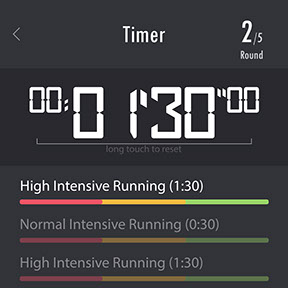 Timer
2/5
Round
00:01'30"00
long touch to reset
High Intensive Running (1:30)
Normal Intensive Running (0:30)
High Intensive Running (1:30)